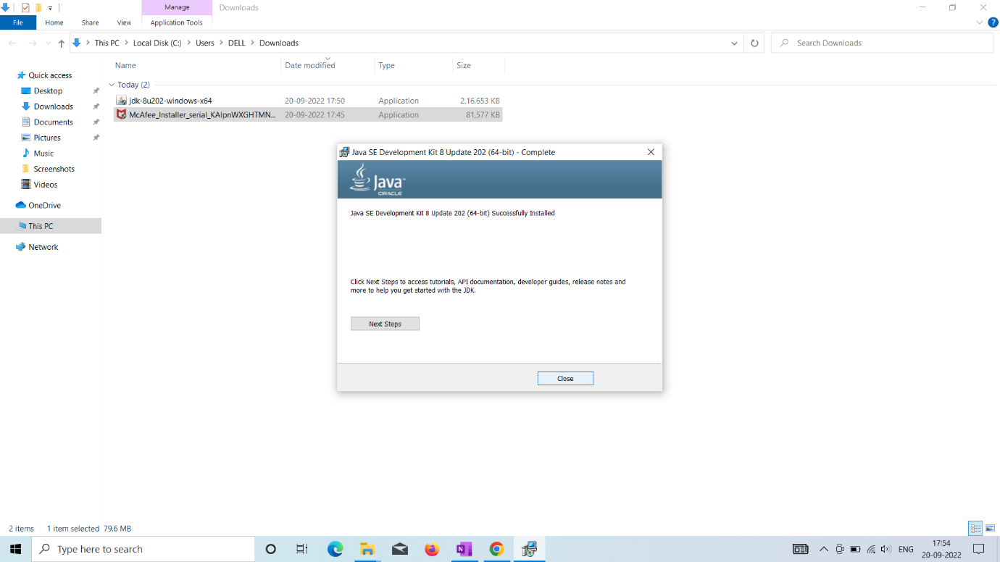 Manage
Downloads
File
Home
Share
View
Application Tools
This PC
Local Disk (C:)
Users
DELL
Downloads
Search Downloads
Name
Date modified
Type
Size
Quick access
Desktop
Downloads
Documents
Pictures
Music
Screenshots
Videos
OneDrive
This PC
Network
Today (2)
jdk-8u202-windows-x64 20-09-2022 17:50 Application 2,16,653 KB
McAfee_Installer_serial_KAlpnWXGHTMN... 20-09-2022 17:45 Application 81,577 KB
Java SE Development Kit 8 Update 202 (64-bit) - Complete
Java™
ORACLE
Java SE Development Kit 8 Update 202 (64-bit) Successfully Installed
Click Next Steps to access tutorials, API documentation, developer guides, release notes and
more to help you get started with the JDK.
Next Steps
Close
2 items 1 item selected 79.6 MB
Type here to search
ENG
17:54
20-09-2022